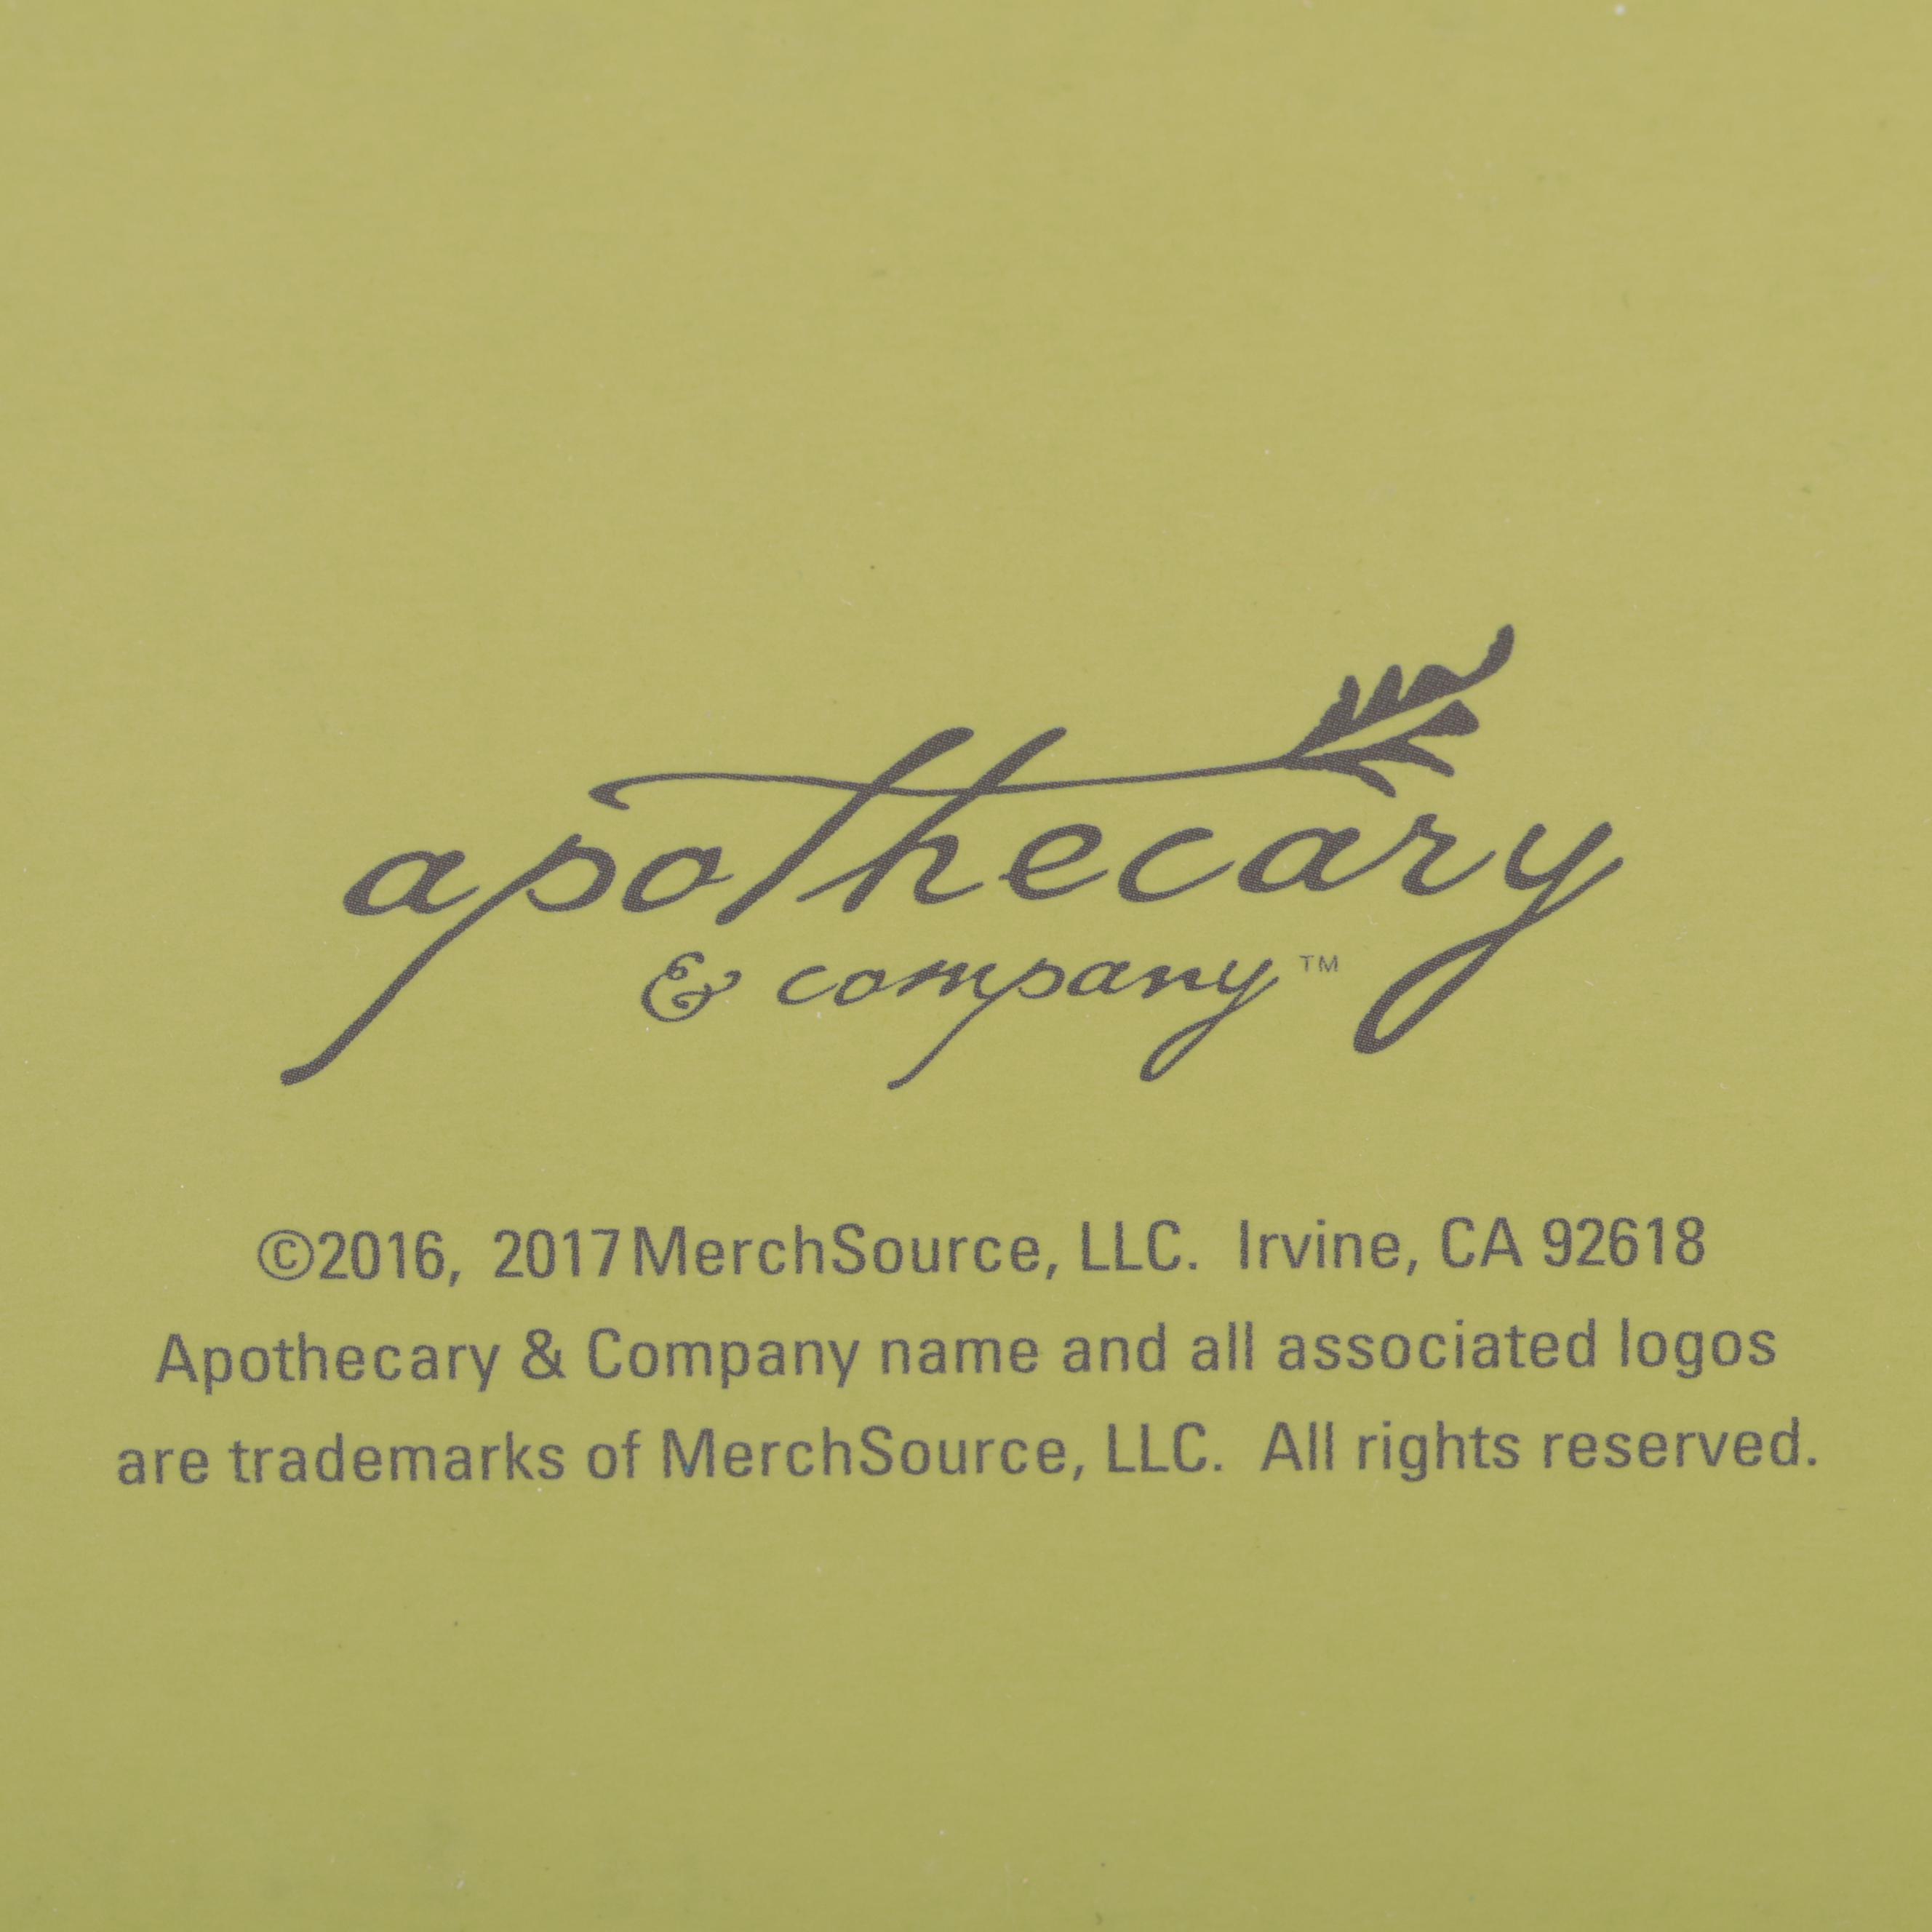 apothecary
& company™
©2016, 2017 MerchSource, LLC. Irvine, CA 92618
Apothecary & Company name and all associated logos
are trademarks of MerchSource, LLC. All rights reserved.